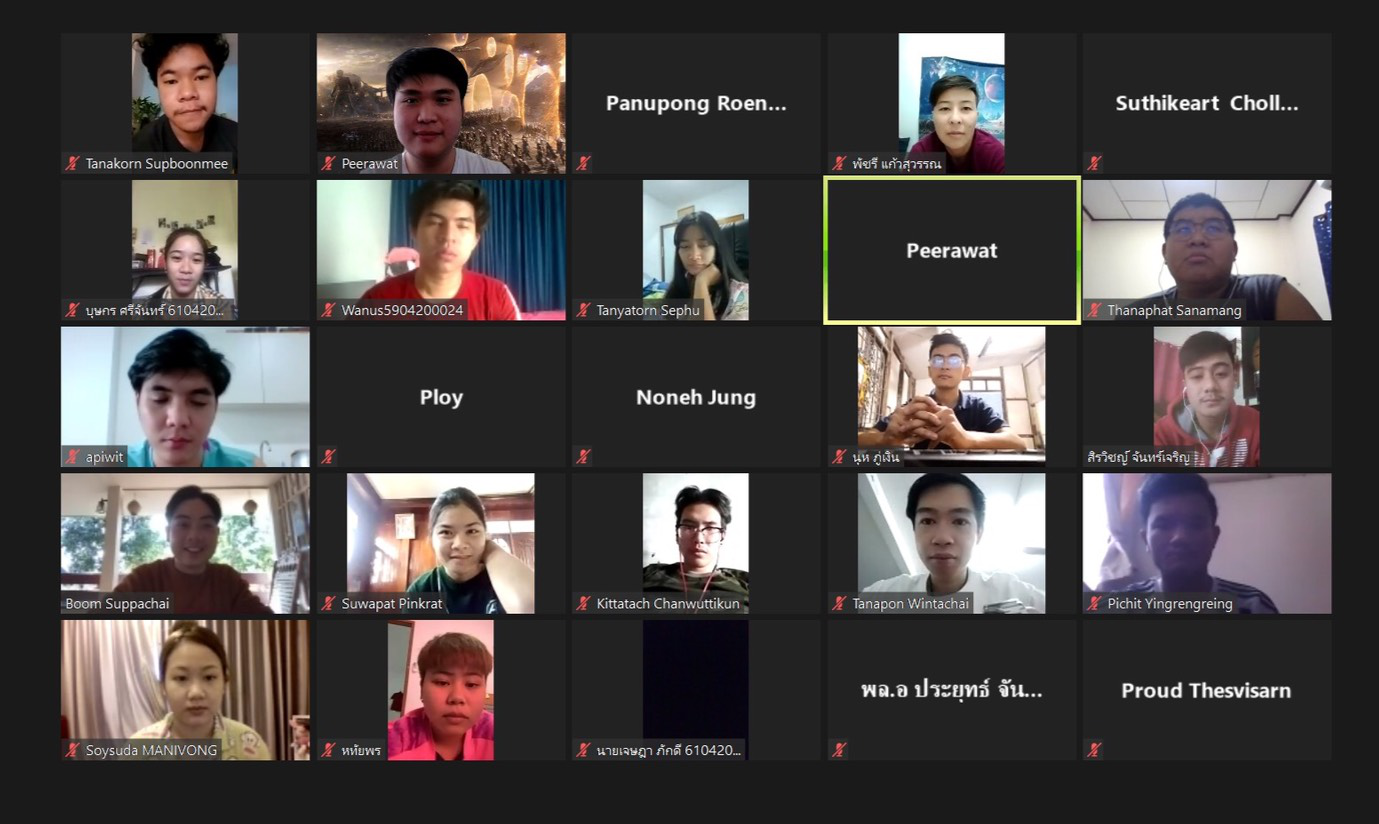 Tanakorn Supboonmee
Peerawat
Panupong Roen...
พัชรี แก้วสุวรรณ
Suthikeart Choll...
บุษกร ศรีจันทร์ 610420...
Wanus5904200024
Tanyatorn Sephu
Peerawat
Thanaphat Sanamang
apiwit
Ploy
Noneh Jung
นุห ภู่เงิน
สิรวิชญ์ จันทร์เจริญ
Boom Suppachai
Suwapat Pinkrat
Kittatach Chanwuttikun
Tanapon Wintachai
Pichit Yingrengreing
Soysuda MANIVONG
หทัยพร
นายเจษฎา ภักดี 610420...
พล.อ ประยุทธ์ จัน...
Proud Thesvisarn